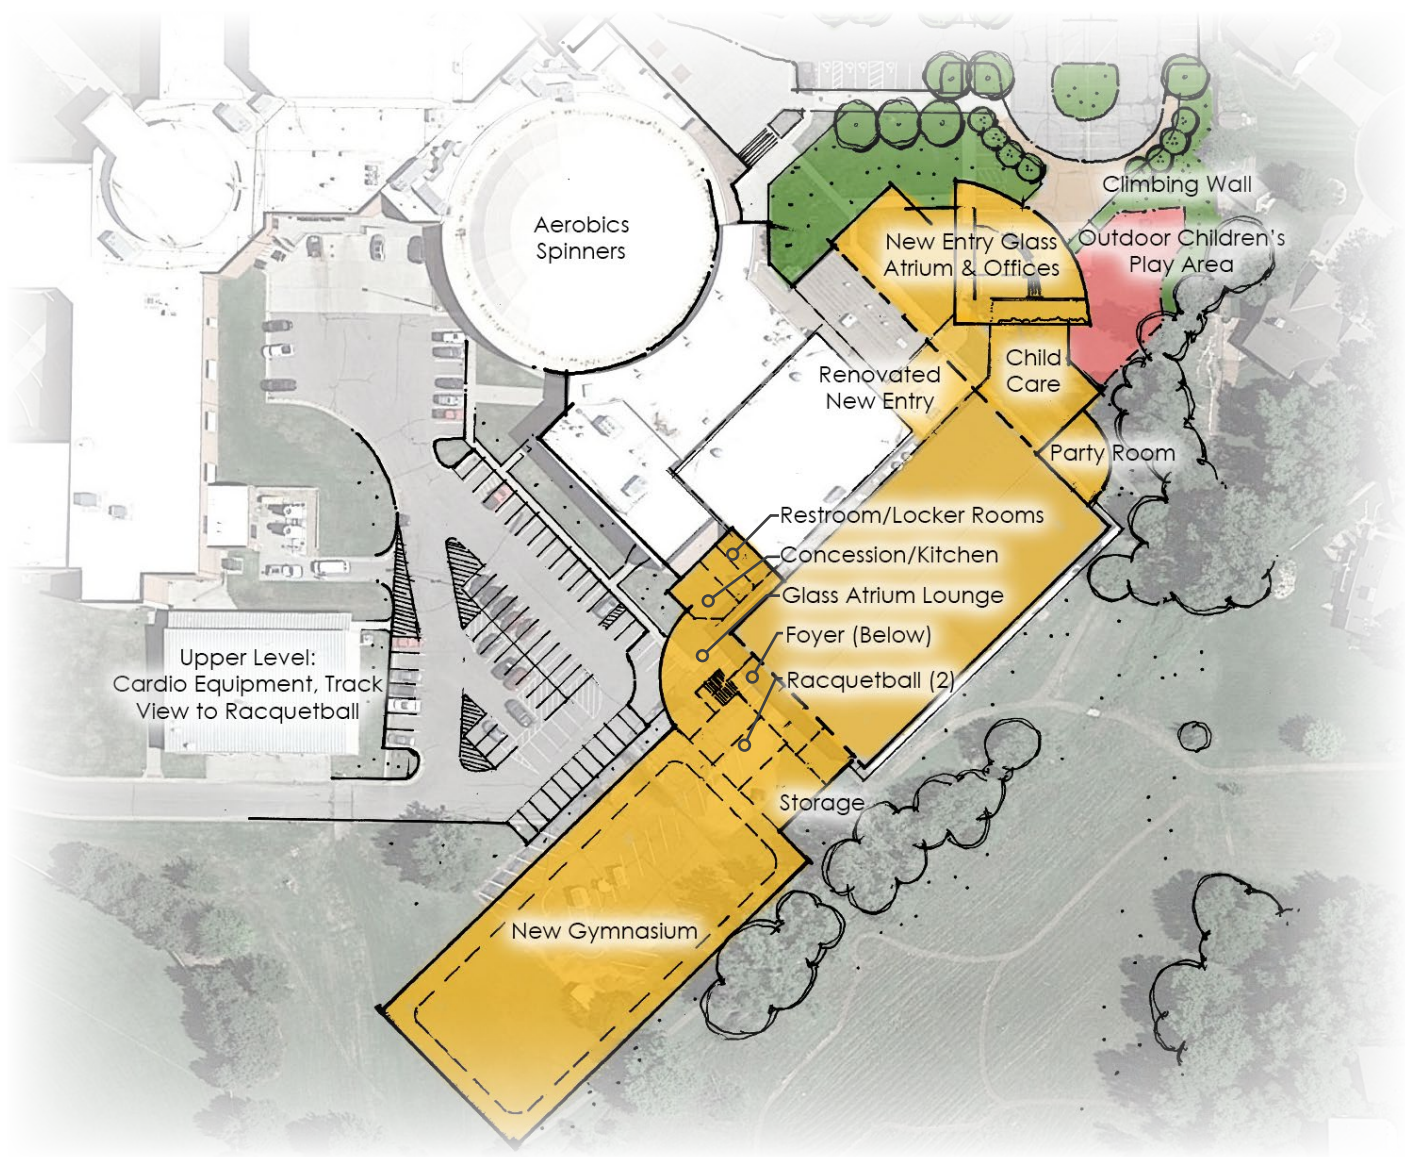 Climbing Wall
Aerobics
Spinners
New Entry Glass
Atrium & Offices
Outdoor Children's
Play Area
Renovated
New Entry
Child
Care
Party Room
Restroom/Locker Rooms
Concession/Kitchen
Glass Atrium Lounge
Foyer (Below)
Racquetball (2)
Upper Level:
Cardio Equipment, Track
View to Racquetball
Storage
New Gymnasium